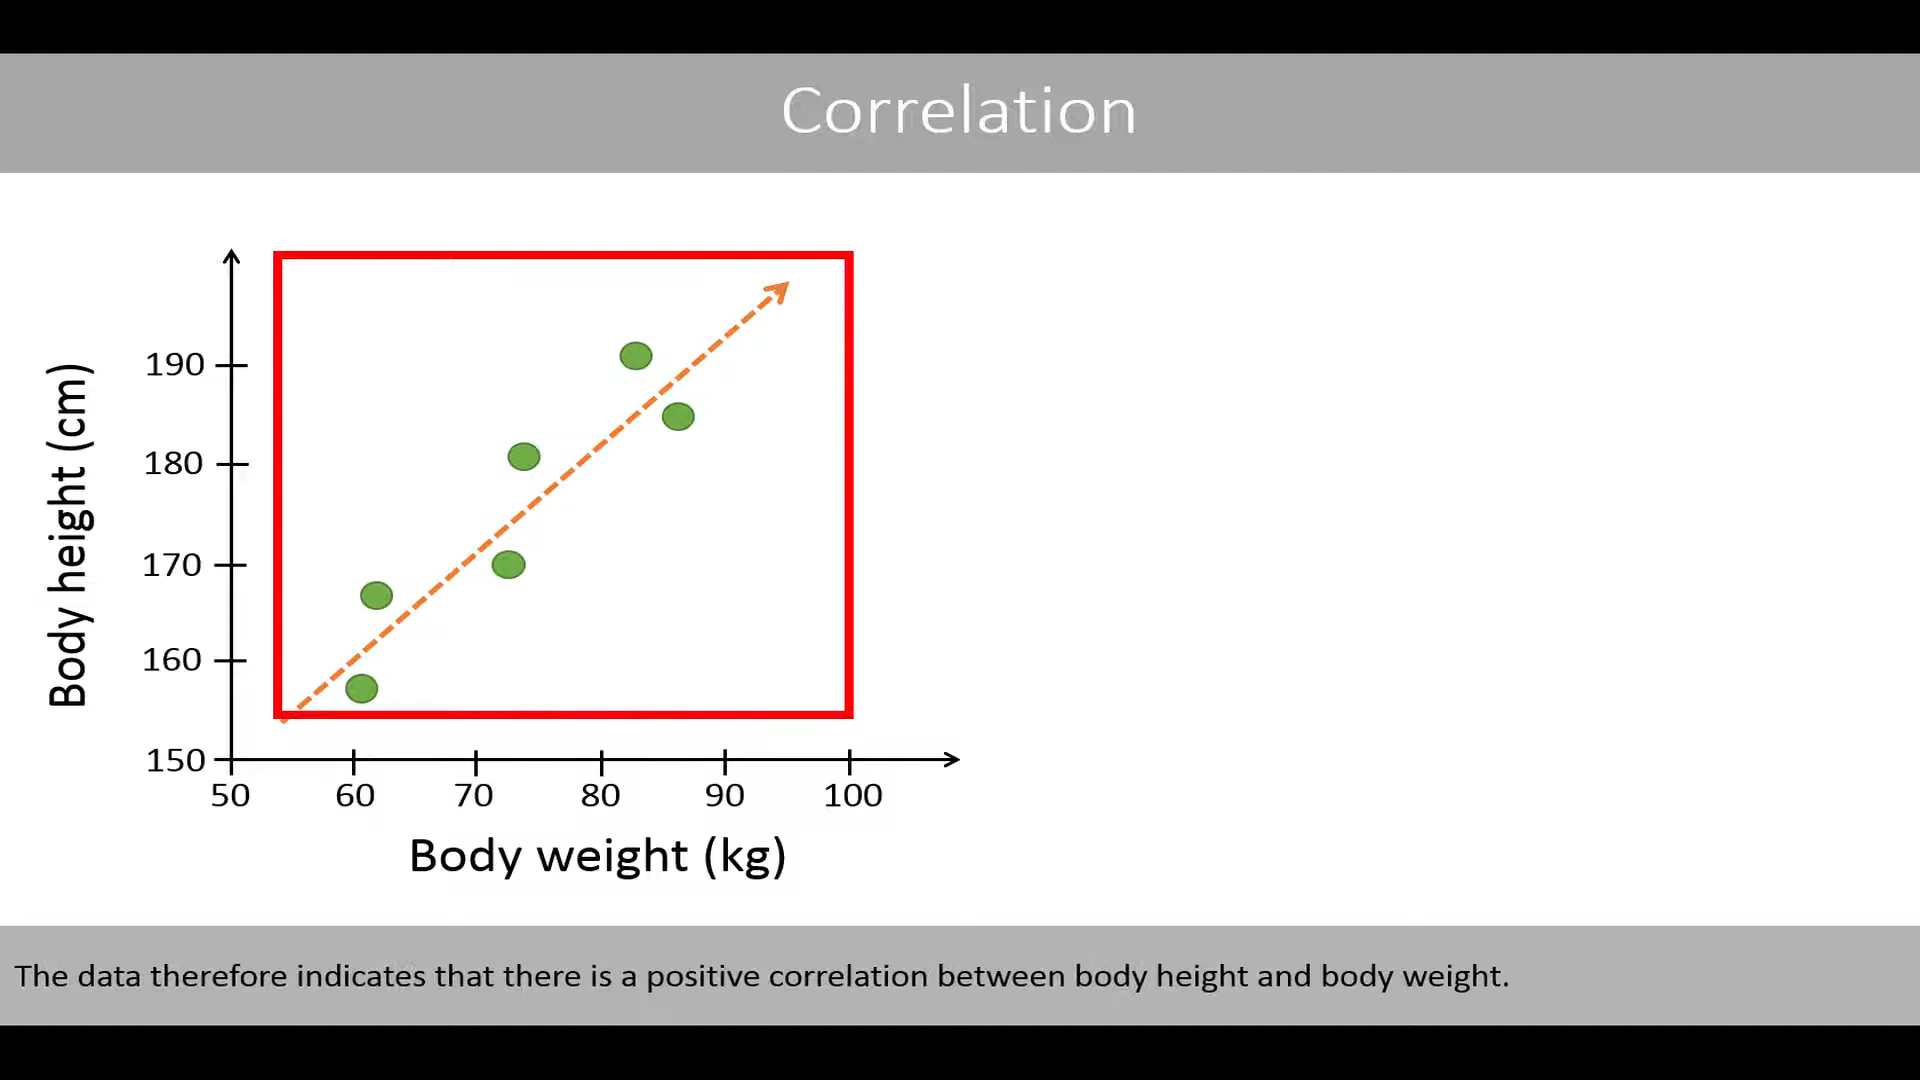 Correlation
Body height (cm)
190
180
170
160
150
50 60 70 80 90 100
Body weight (kg)
The data therefore indicates that there is a positive correlation between body height and body weight.